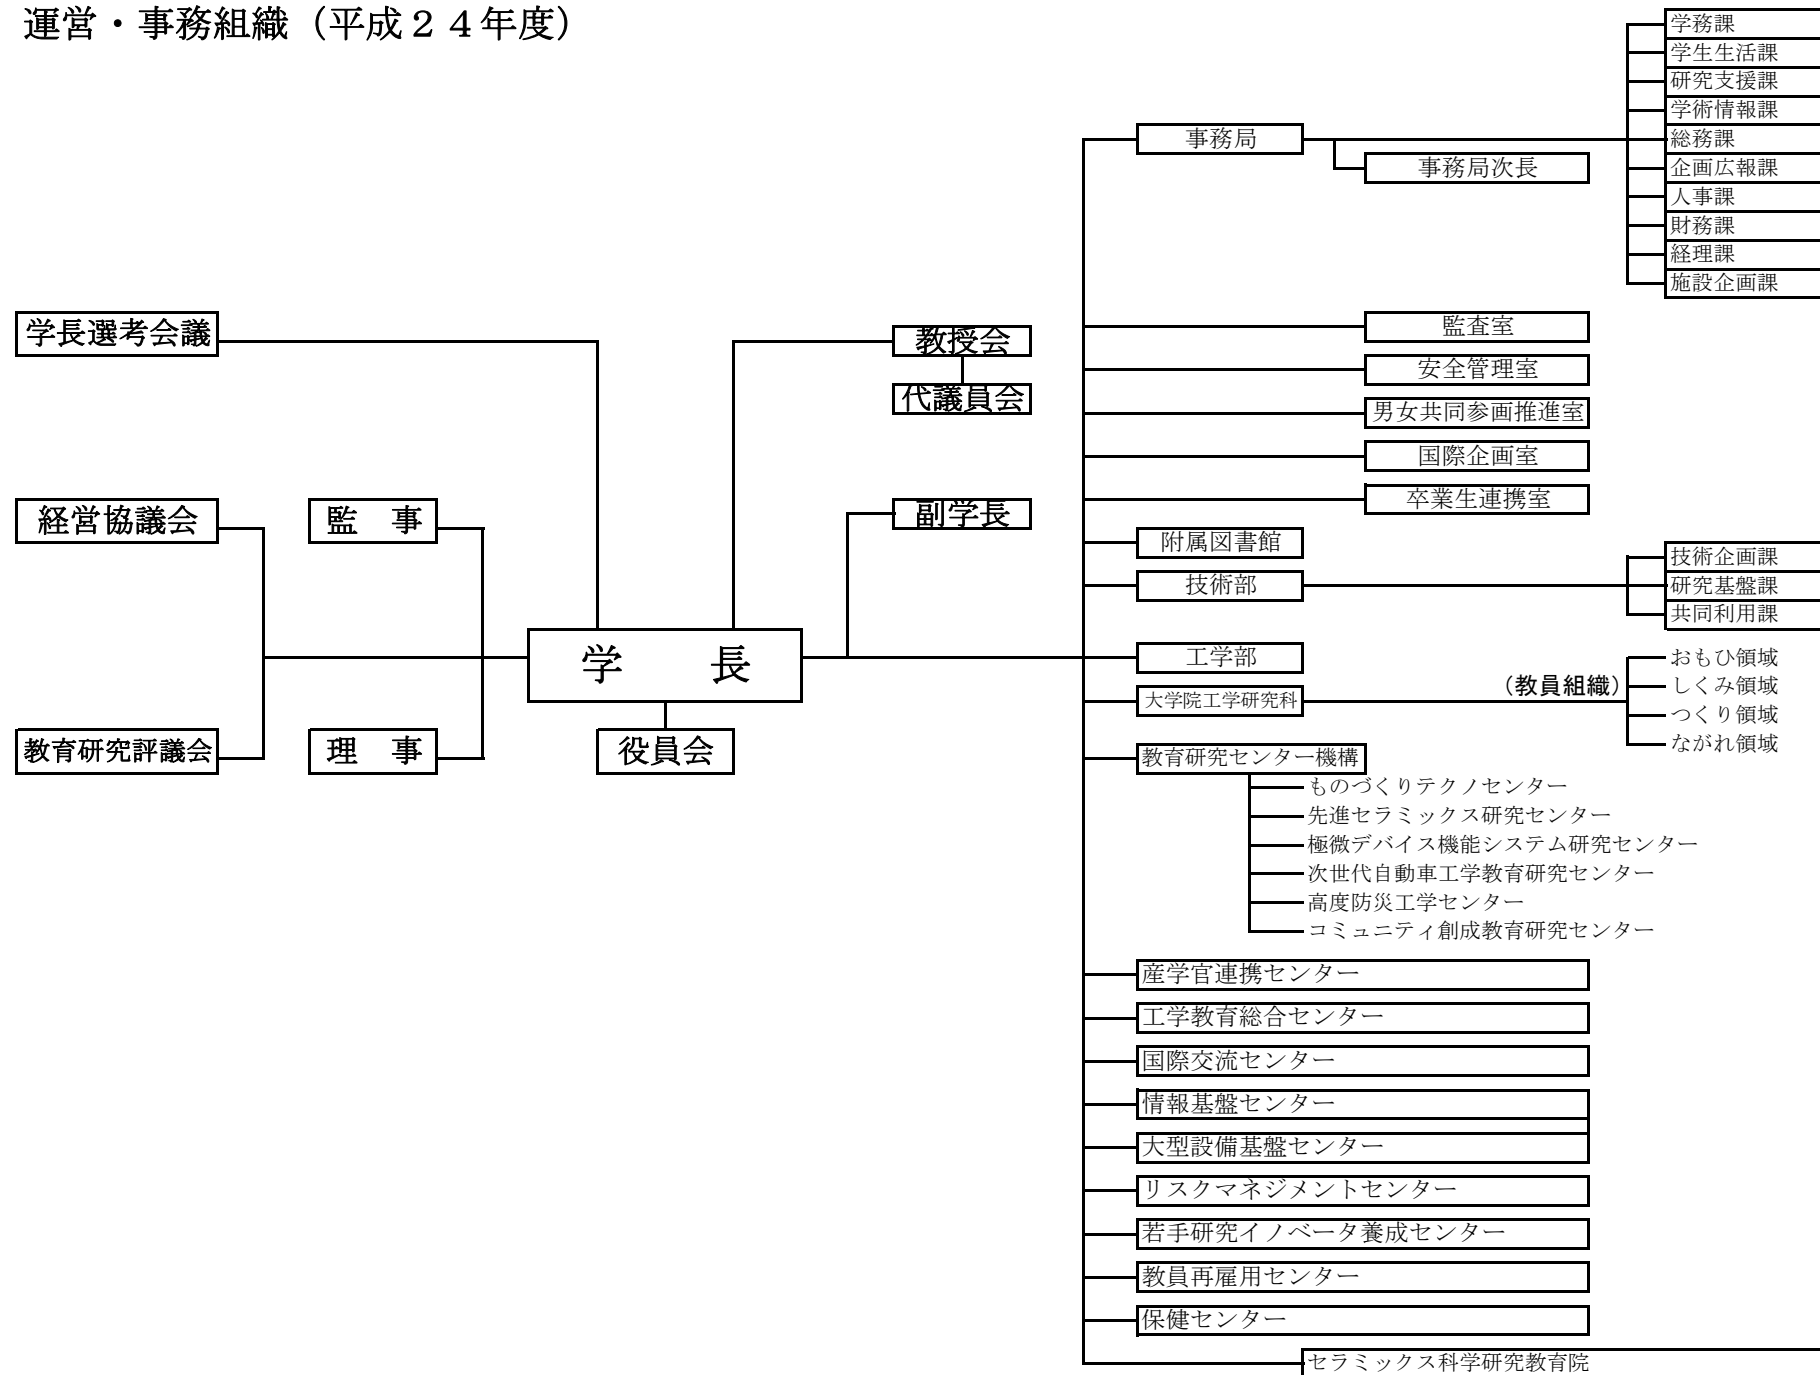 運営・事務組織（平成２４年度）
学務課
学生生活課
研究支援課
学術情報課
事務局
総務課
事務局次長
企画広報課
人事課
財務課
経理課
施設企画課
学長選考会議
教授会
代議員会
監査室
安全管理室
男女共同参画推進室
国際企画室
卒業生連携室
経営協議会
監　事
副学長
附属図書館
技術部
技術企画課
研究基盤課
共同利用課
学　長
工学部
大学院工学研究科
（教員組織）
おもひ領域
しくみ領域
つくり領域
ながれ領域
教育研究評議会
理　事
役員会
教育研究センター機構
ものづくりテクノセンター
先進セラミックス研究センター
極微デバイス機能システム研究センター
次世代自動車工学教育研究センター
高度防災工学センター
コミュニティ創成教育研究センター
産学官連携センター
工学教育総合センター
国際交流センター
情報基盤センター
大型設備基盤センター
リスクマネジメントセンター
若手研究イノベータ養成センター
教員再雇用センター
保健センター
セラミックス科学研究教育院